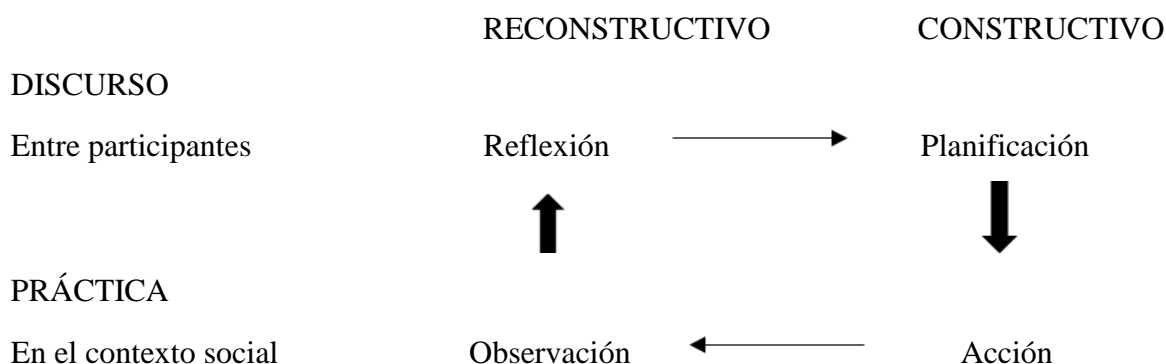 RECONSTRUCTIVO CONSTRUCTIVO
DISCURSO
Entre participantes Reflexión Planificación
PRÁCTICA
En el contexto social Observación Acción